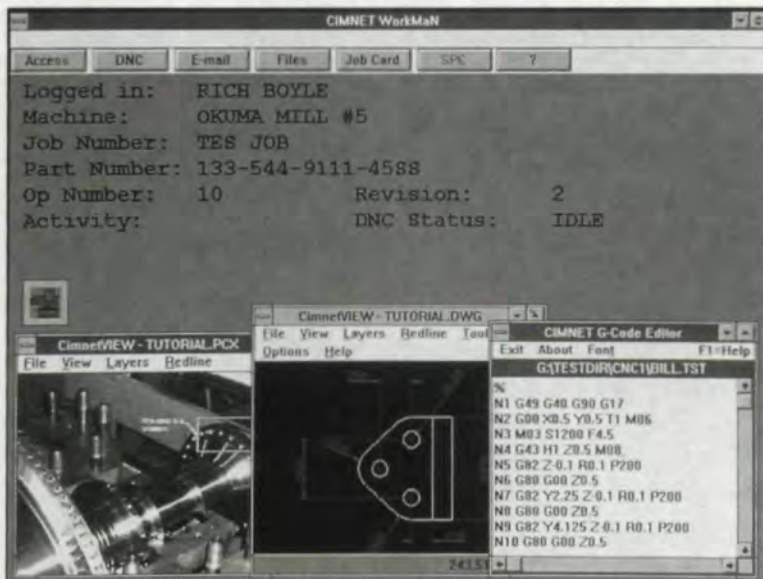 CIMNET WorkMaN
Access DNC E-mail Files Job Card SPC ?
Logged in: RICH BOYLE
Machine: OKUMA MILL #5
Job Number: TES JOB
Part Number: 133-544-9111-45SS
Op Number: 10 Revision: 2
Activity: DNC Status: IDLE
CimnetVIEW - TUTORIAL.PCX
File View Layers Redline
CimnetVIEW - TUTORIAL.DWG
File View Layers Redline Tool
Options Help
243.51
CIMNET G-Code Editor
Exit About Font F1=Help
G:\TESTDIR\CNC1\BILL.TST
%
N1 G49 G40 G90 G17
N2 G00 X0.5 Y0.5 T1 M06
N3 M03 S1200 F4.5
N4 G43 H1 Z0.5 M08
N5 G82 Z-0.1 R0.1 P200
N6 G80 G00 Z0.5
N7 G82 Y2.25 Z-0.1 R0.1 P200
N8 G80 G00 Z0.5
N9 G82 Y4.125 Z-0.1 R0.1 P200
N10 G80 G00 Z0.5